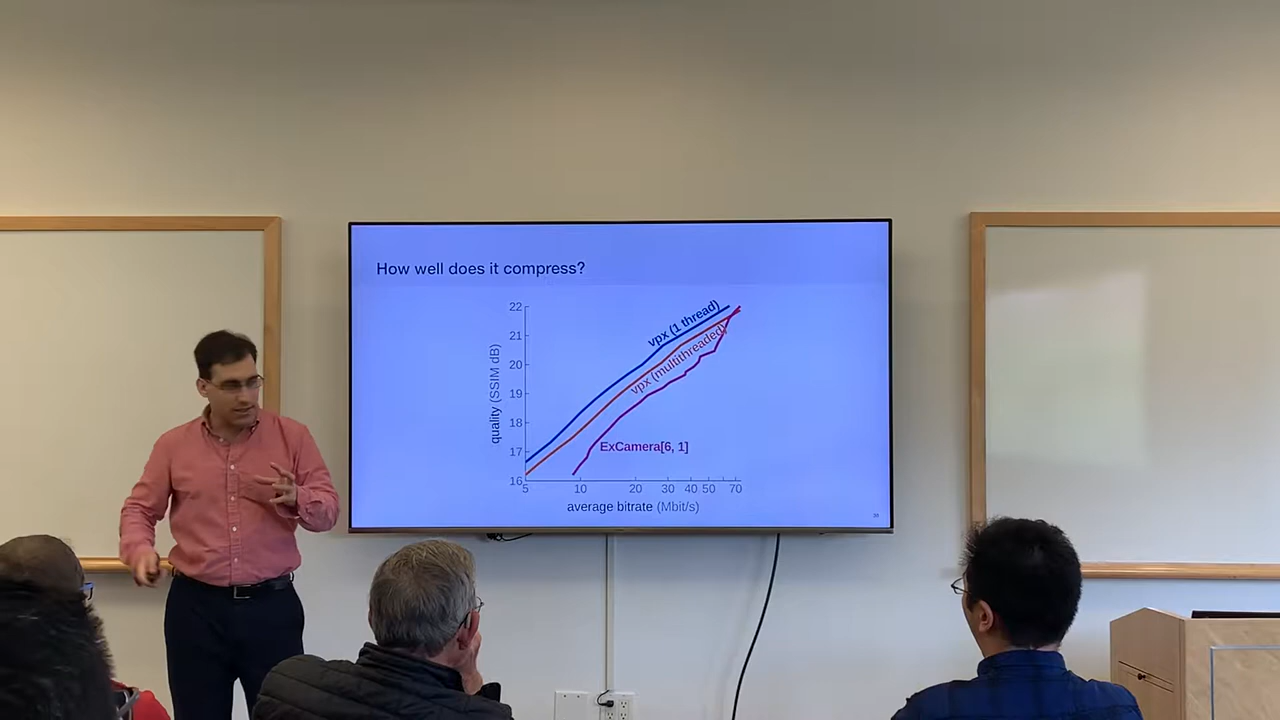 How well does it compress?
22
21
20
19
18
17
16
quality (SSIM dB)
vpx (1 thread)
vpx (multithreaded)
ExCamera[6, 1]
5 10 20 30 40 50 70
average bitrate (Mbit/s)